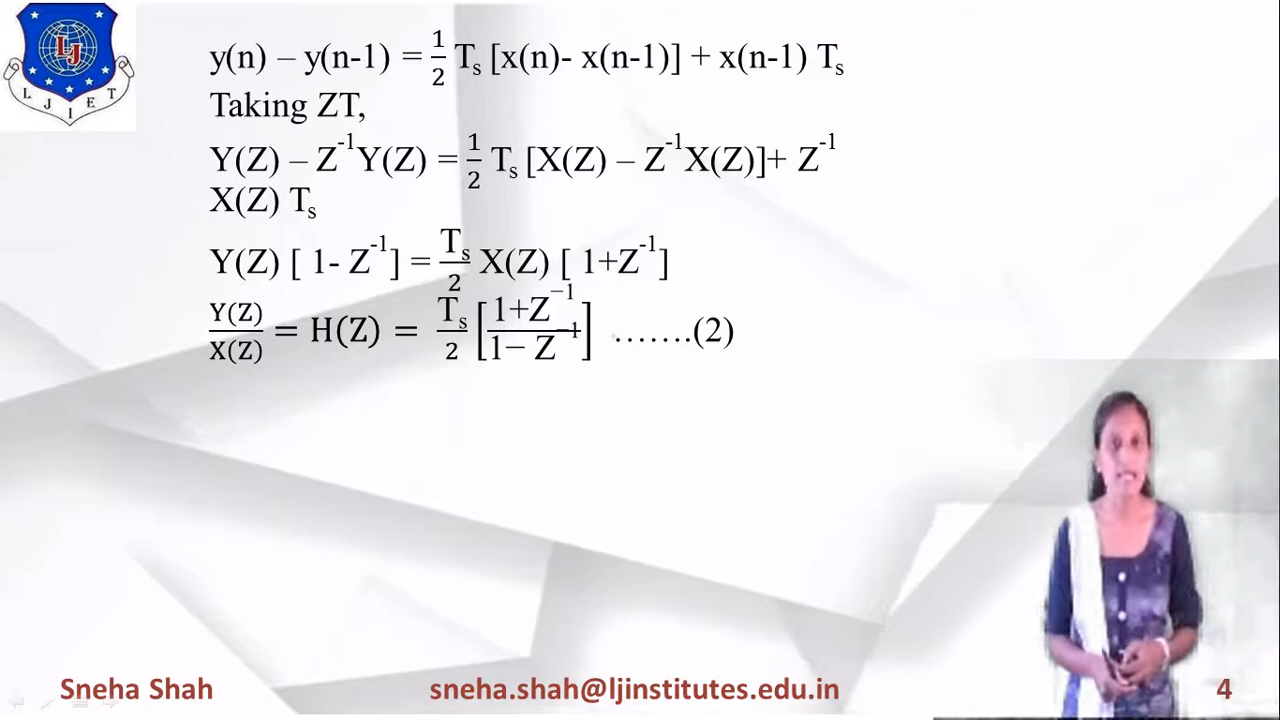 LJ
L J I E T
y(n) – y(n-1) = 1/2 Tₛ [x(n)- x(n-1)] + x(n-1) Tₛ
Taking ZT,
Y(Z) – Z⁻¹Y(Z) = 1/2 Tₛ [X(Z) – Z⁻¹X(Z)]+ Z⁻¹
X(Z) Tₛ
Y(Z) [ 1- Z⁻¹] = Tₛ/2 X(Z) [ 1+Z⁻¹]
Y(Z)/X(Z) = H(Z) = Tₛ/2 [(1+Z⁻¹)/(1− Z⁻¹)] …….(2)
Sneha Shah sneha.shah@ljinstitutes.edu.in 4